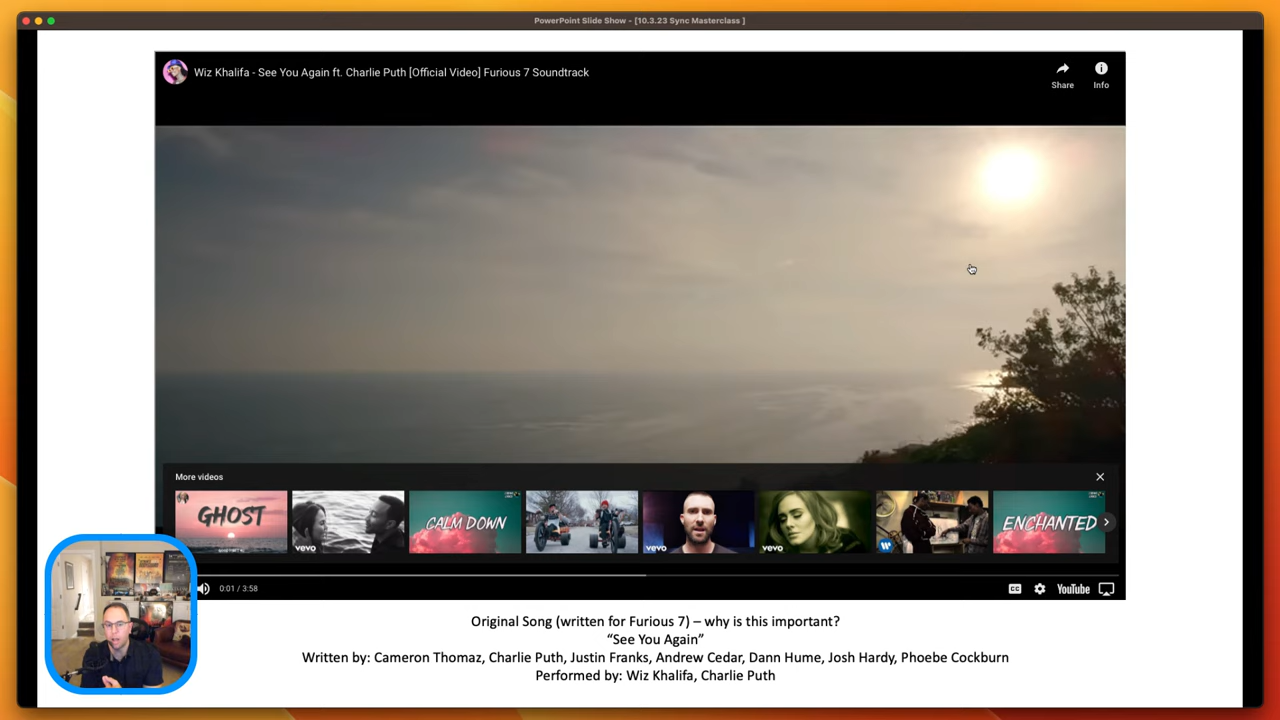 PowerPoint Slide Show - [10.3.23 Sync Masterclass ]
Wiz Khalifa - See You Again ft. Charlie Puth [Official Video] Furious 7 Soundtrack
Share
Info
More videos
GHOST
vevo
CALM DOWN
vevo
vevo
ENCHANTED
0:01 / 3:58
CC
YouTube
Original Song (written for Furious 7) – why is this important?
“See You Again”
Written by: Cameron Thomaz, Charlie Puth, Justin Franks, Andrew Cedar, Dann Hume, Josh Hardy, Phoebe Cockburn
Performed by: Wiz Khalifa, Charlie Puth